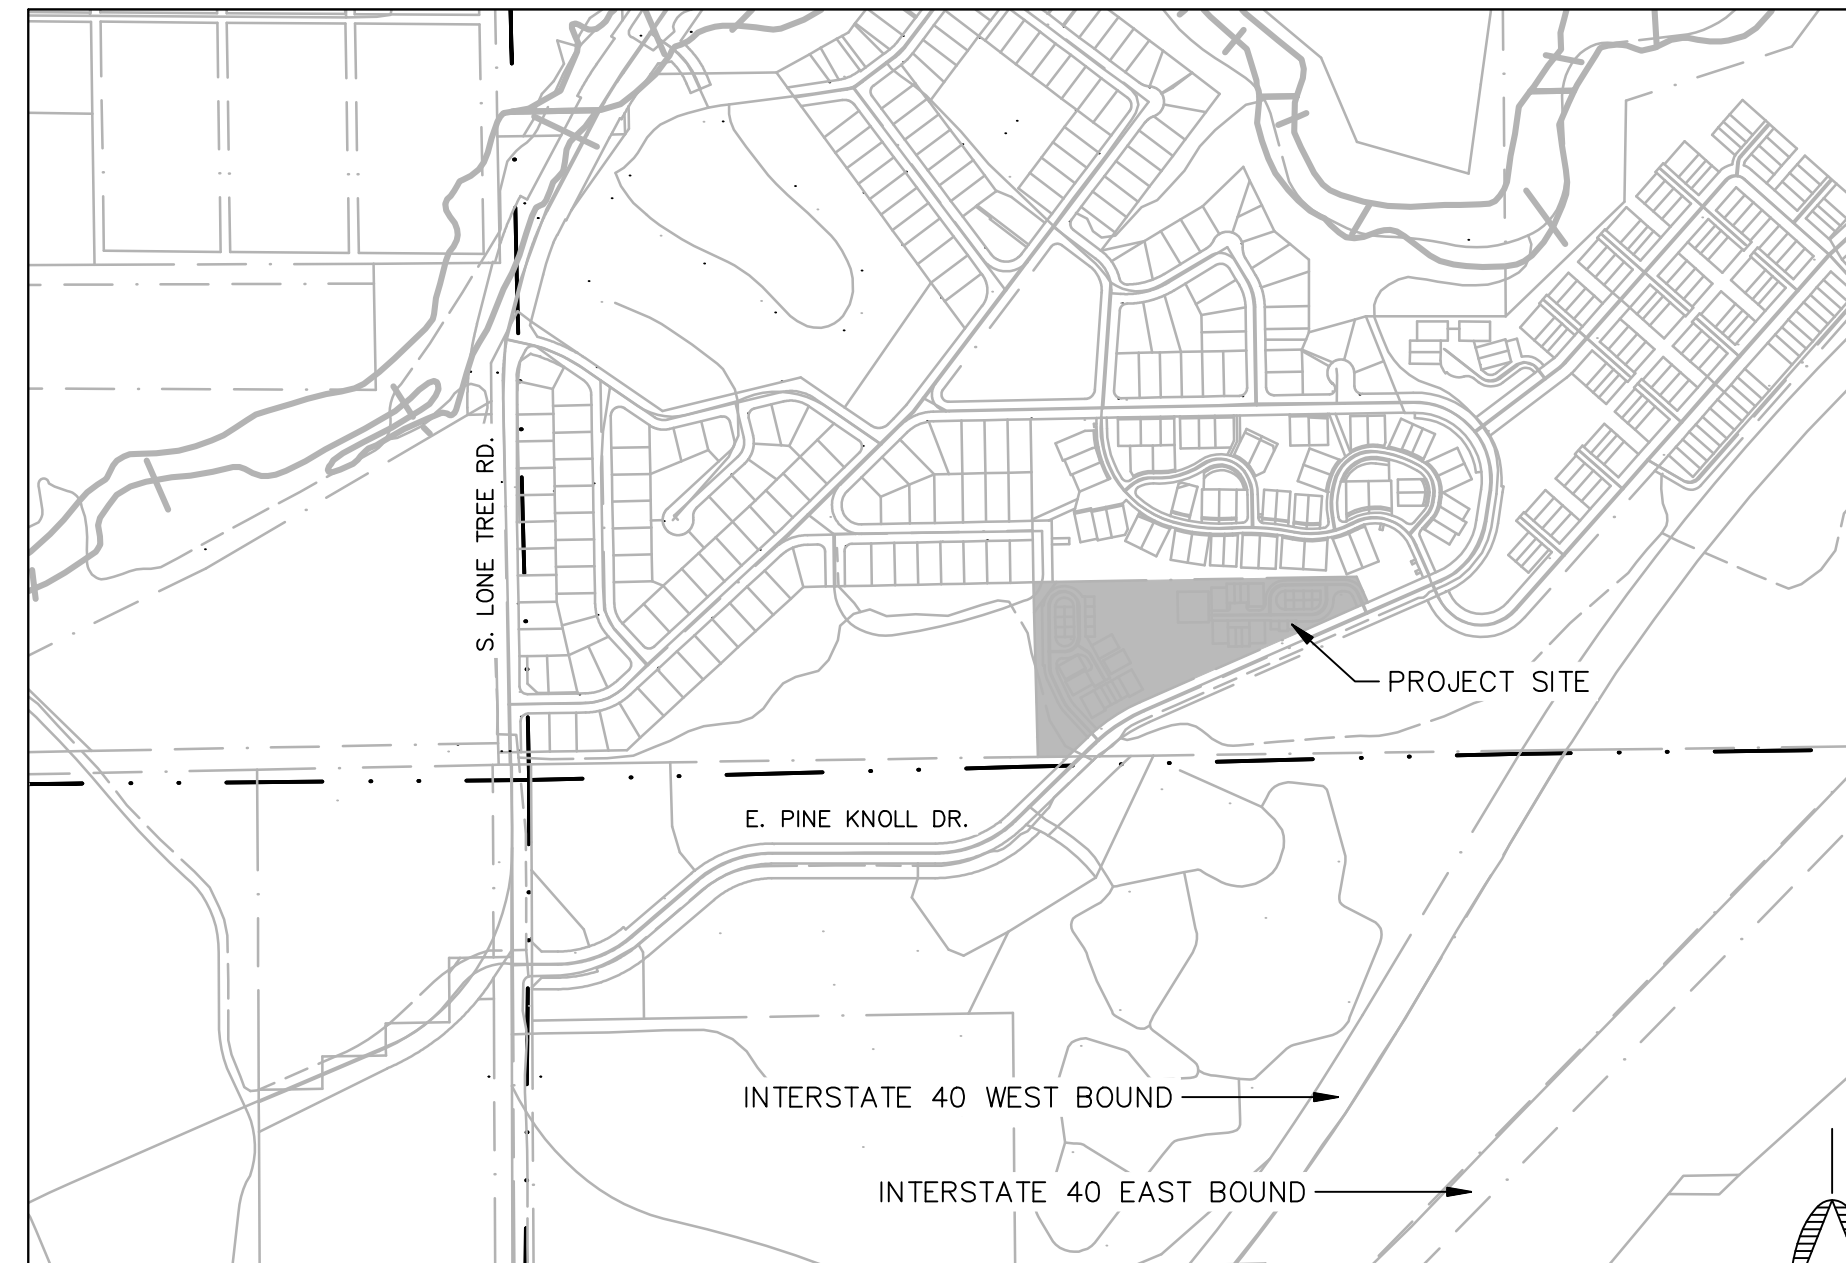 S. LONE TREE RD.
PROJECT SITE
E. PINE KNOLL DR.
INTERSTATE 40 WEST BOUND
INTERSTATE 40 EAST BOUND